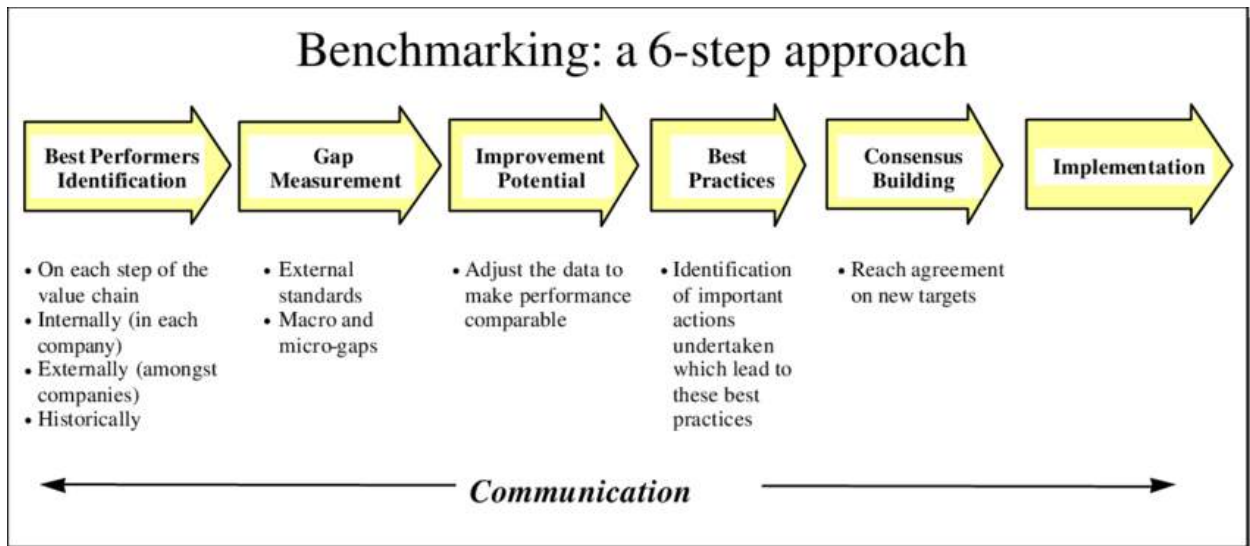 Benchmarking: a 6-step approach
Best Performers
Identification
Gap
Measurement
Improvement
Potential
Best
Practices
Consensus
Building
Implementation
• On each step of the
value chain
• Internally (in each
company)
• Externally (amongst
companies)
• Historically
• External
standards
• Macro and
micro-gaps
• Adjust the data to
make performance
comparable
• Identification
of important
actions
undertaken
which lead to
these best
practices
• Reach agreement
on new targets
Communication